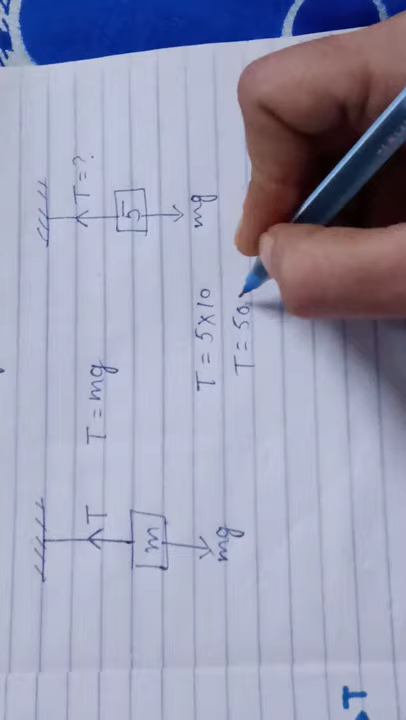 T
m
mg
T = mg
T = ?
5
mg
T = 5×10
T = 50
T